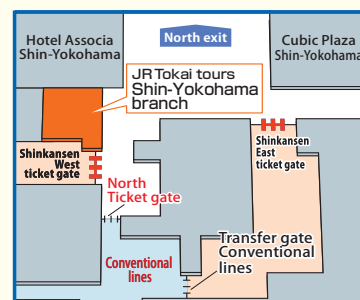 Hotel Associa
Shin-Yokohama
North exit
Cubic Plaza
Shin-Yokohama
JR Tokai tours
Shin-Yokohama
branch
Shinkansen
West
ticket gate
Shinkansen
East
ticket gate
North
Ticket gate
Transfer gate
Conventional
lines
Conventional
lines